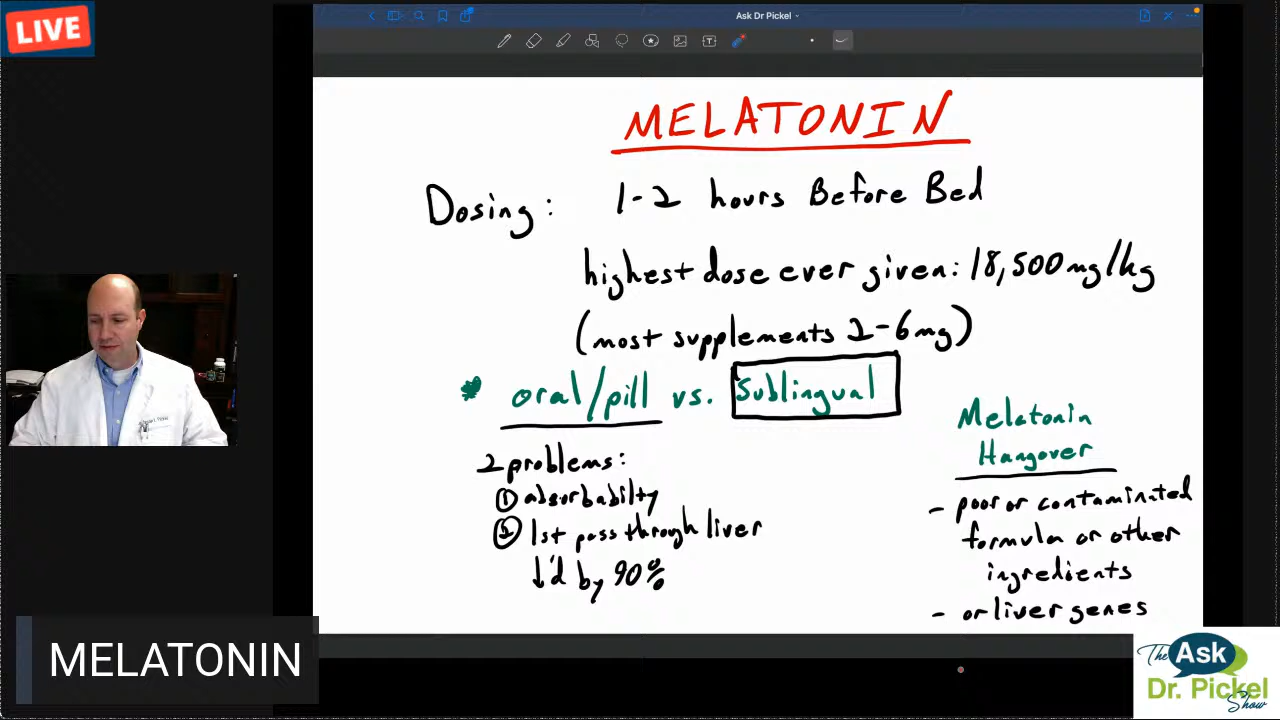 LIVE
Ask Dr Pickel
MELATONIN
Dosing: 1-2 hours Before Bed
highest dose ever given: 18,500mg/kg
(most supplements 2-6mg)
* oral/pill vs. Sublingual
2 problems:
① absorbabilty
② 1st pass through liver
↓'d by 90%
Melatonin
Hangover
- poor or contaminated
formula or other
ingredients
- or liver genes
MELATONIN
The Ask
Dr. Pickel
Show